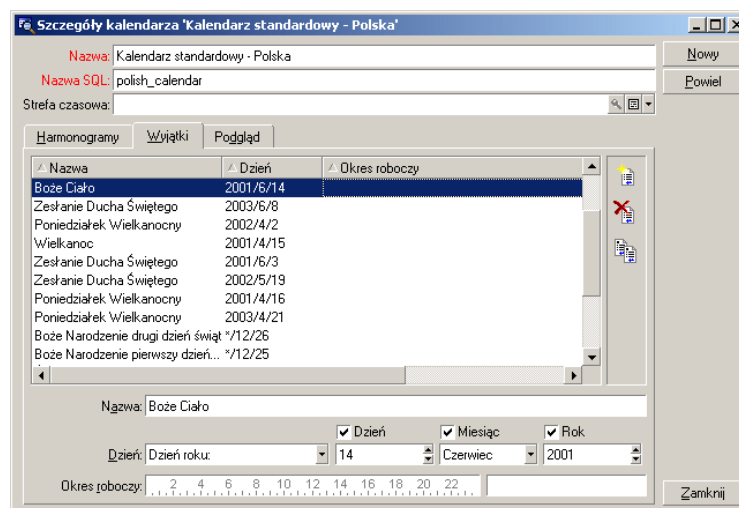 Szczegóły kalendarza 'Kalendarz standardowy - Polska'
Nazwa: Kalendarz standardowy - Polska
Nowy
Nazwa SQL: polish_calendar
Powiel
Strefa czasowa:
Harmonogramy Wyjątki Podgląd
Nazwa Dzień Okres roboczy
Boże Ciało 2001/6/14
Zesłanie Ducha Świętego 2003/6/8
Poniedziałek Wielkanocny 2002/4/2
Wielkanoc 2001/4/15
Zesłanie Ducha Świętego 2001/6/3
Zesłanie Ducha Świętego 2002/5/19
Poniedziałek Wielkanocny 2001/4/16
Poniedziałek Wielkanocny 2003/4/21
Boże Narodzenie drugi dzień świąt */12/26
Boże Narodzenie pierwszy dzień... */12/25
Nazwa: Boże Ciało
Dzień Miesiąc Rok
Dzień: Dzień roku: 14 Czerwiec 2001
Okres roboczy: 2 4 6 8 10 12 14 16 18 20 22
Zamknij